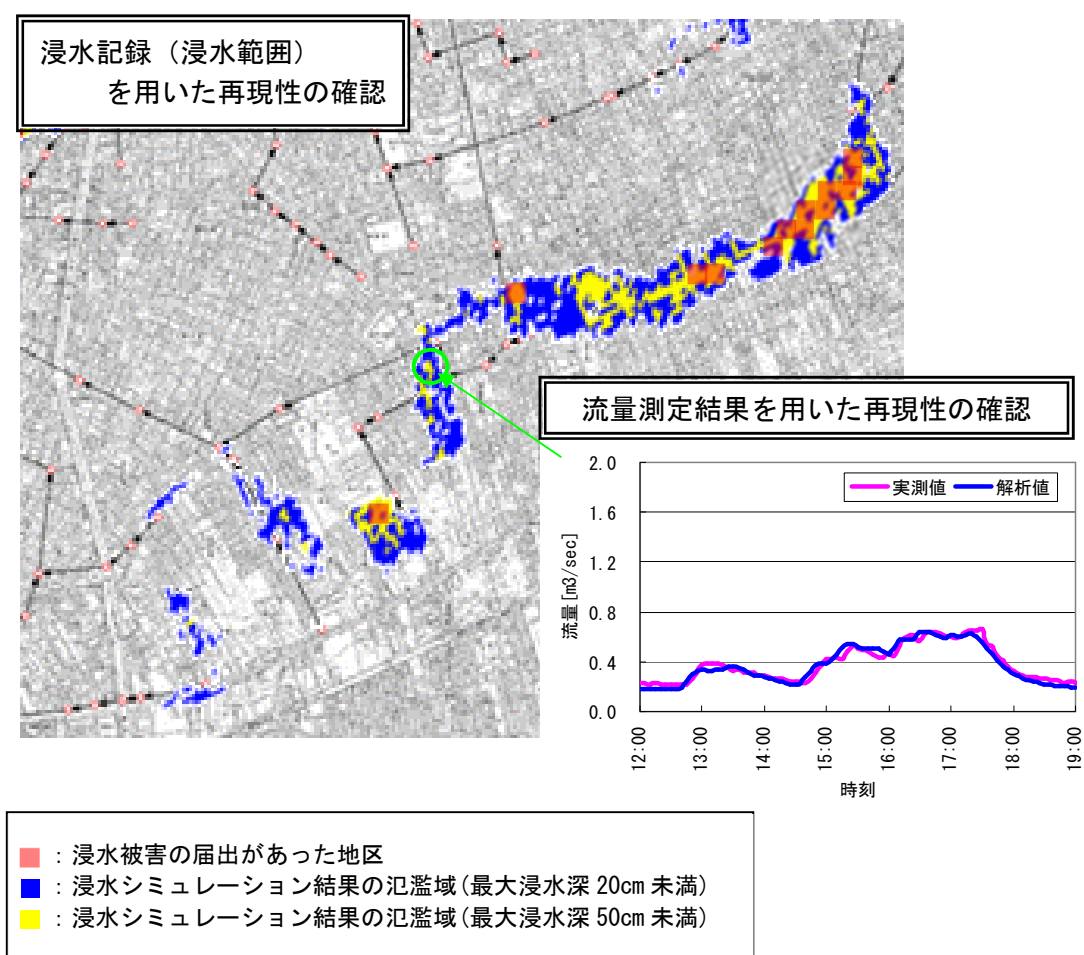 浸水記録（浸水範囲）
を用いた再現性の確認
流量測定結果を用いた再現性の確認
2.0
1.6
1.2
0.8
0.4
0.0
流量[m3/sec]
実測値
解析値
12:00
13:00
14:00
15:00
16:00
17:00
18:00
19:00
時刻
：浸水被害の届出があった地区
：浸水シミュレーション結果の氾濫域(最大浸水深 20cm 未満)
：浸水シミュレーション結果の氾濫域(最大浸水深 50cm 未満)